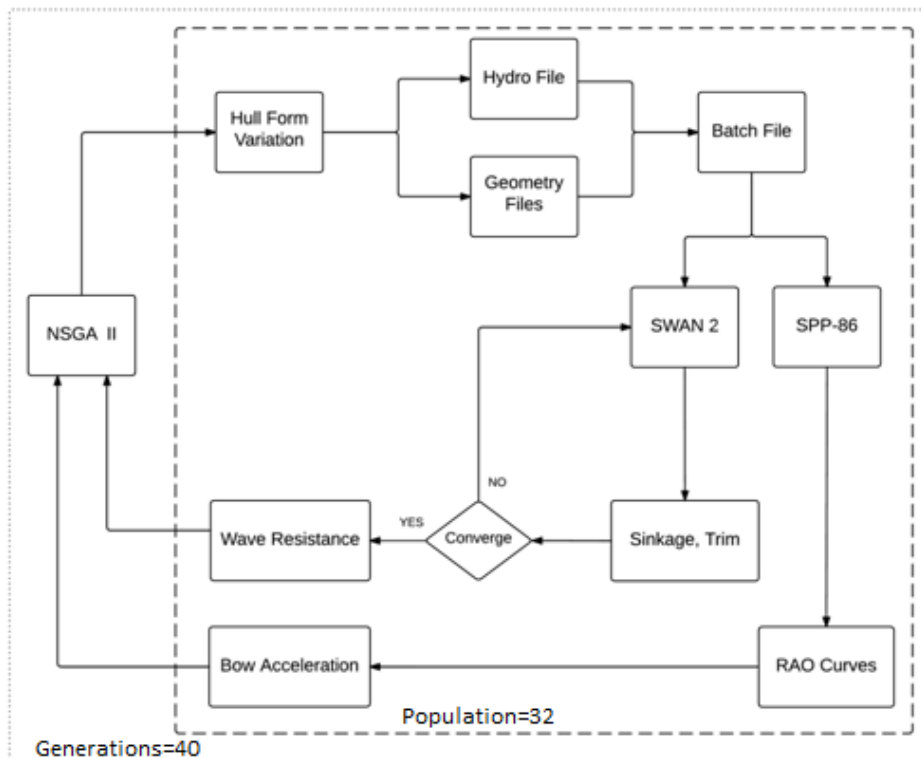 Hydro File
Hull Form
Variation
Batch File
Geometry
Files
NSGA II
SWAN 2
SPP-86
NO
YES
Wave Resistance
Converge
Sinkage, Trim
Bow Acceleration
RAO Curves
Population=32
Generations=40